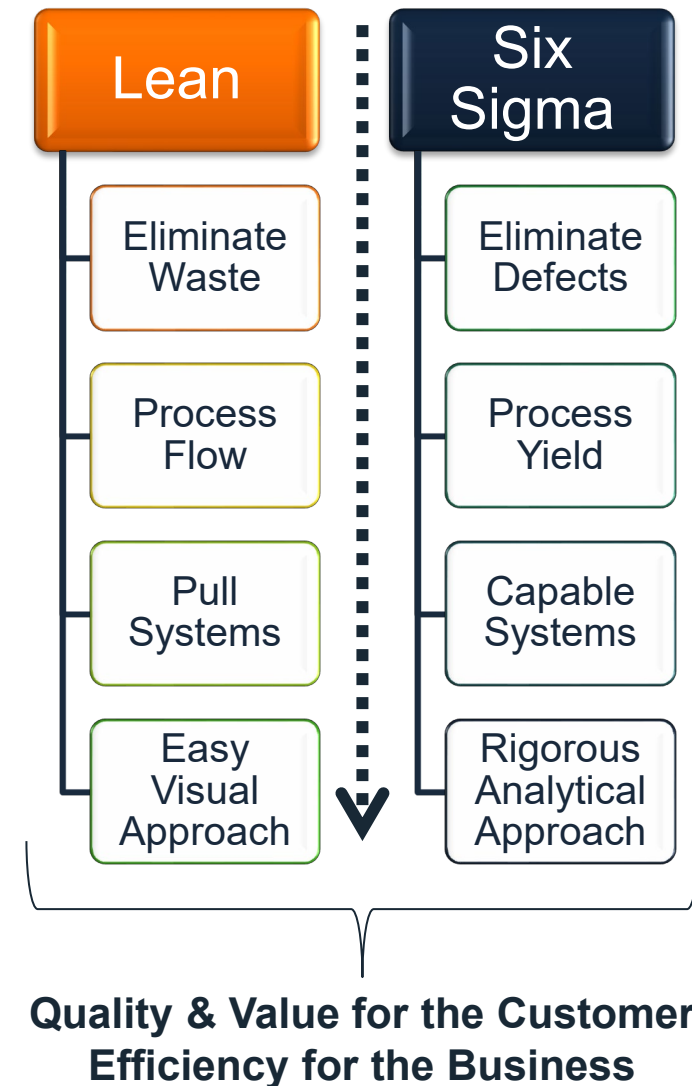 Lean
Six
Sigma
Eliminate
Waste
Eliminate
Defects
Process
Flow
Process
Yield
Pull
Systems
Capable
Systems
Easy
Visual
Approach
Rigorous
Analytical
Approach
Quality & Value for the Customer
Efficiency for the Business